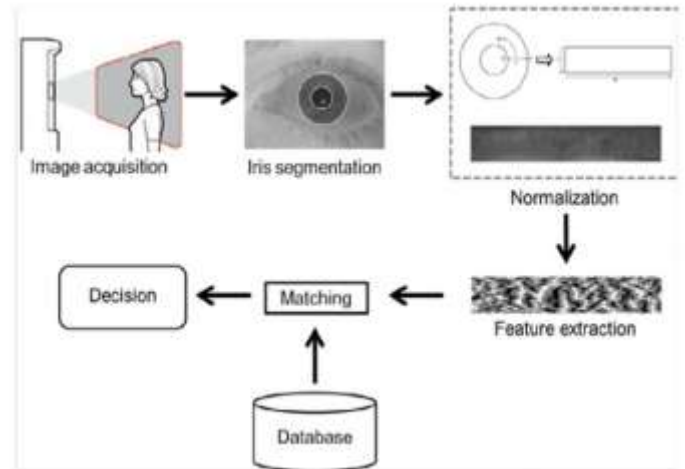 Image acquisition
Iris segmentation
Normalization
Decision
Matching
Feature extraction
Database